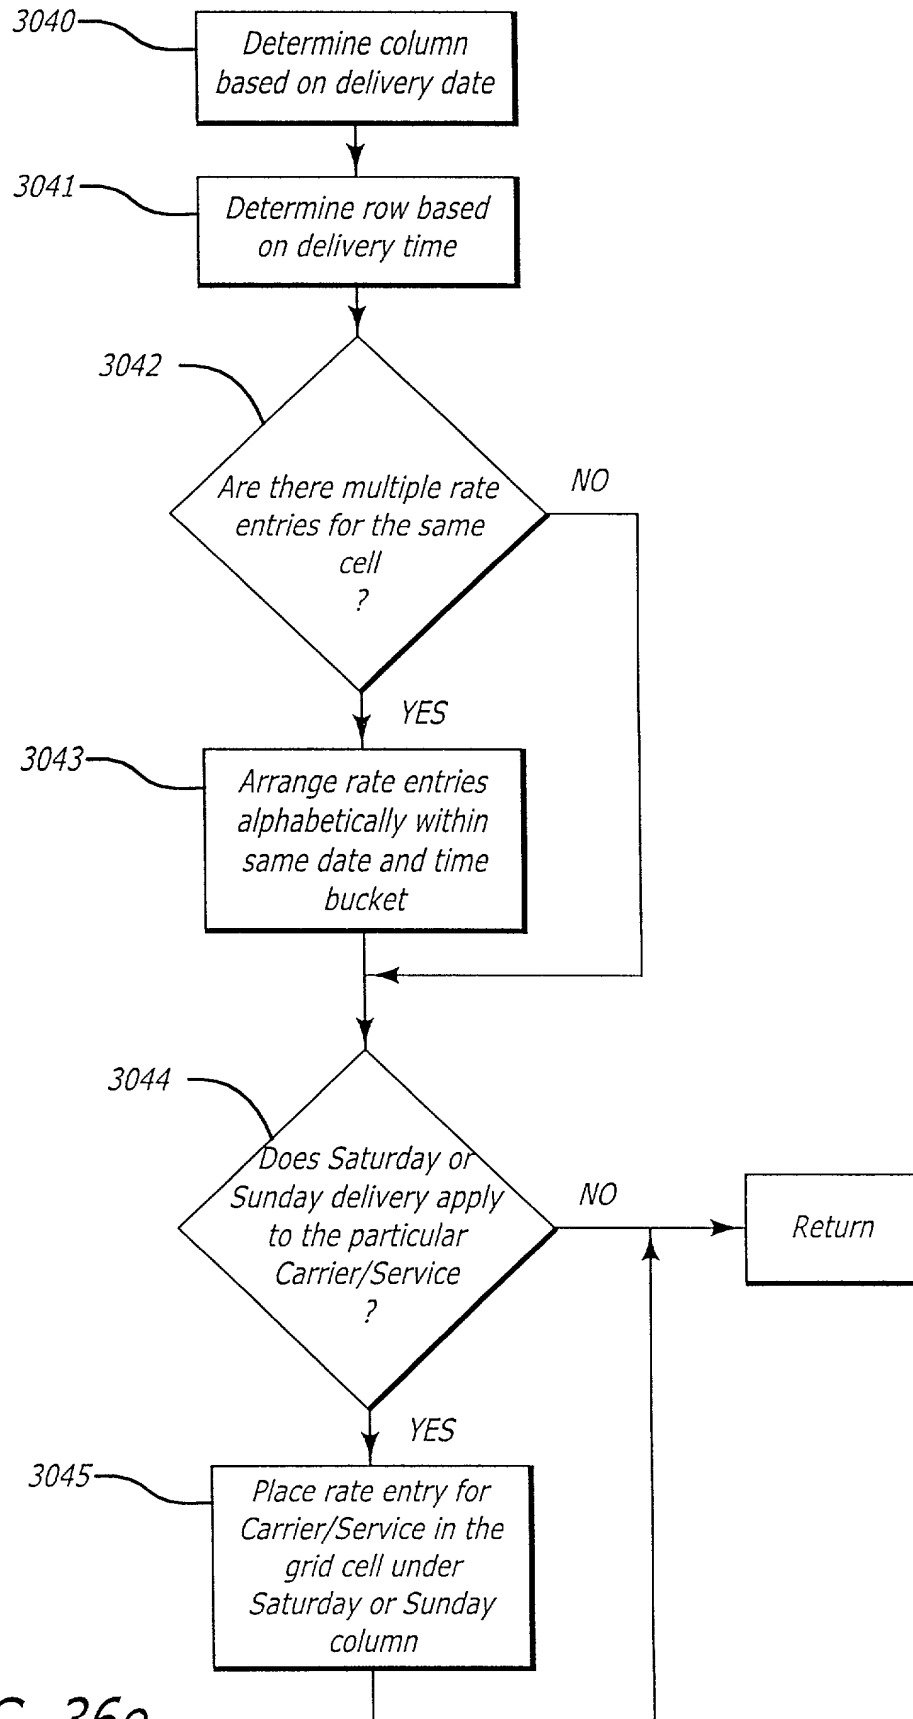 3040
Determine column
based on delivery date
3041
Determine row based
on delivery time
3042
Are there multiple rate
entries for the same
cell
?
NO
YES
3043
Arrange rate entries
alphabetically within
same date and time
bucket
3044
Does Saturday or
Sunday delivery apply
to the particular
Carrier/Service
?
NO
Return
YES
3045
Place rate entry for
Carrier/Service in the
grid cell under
Saturday or Sunday
column